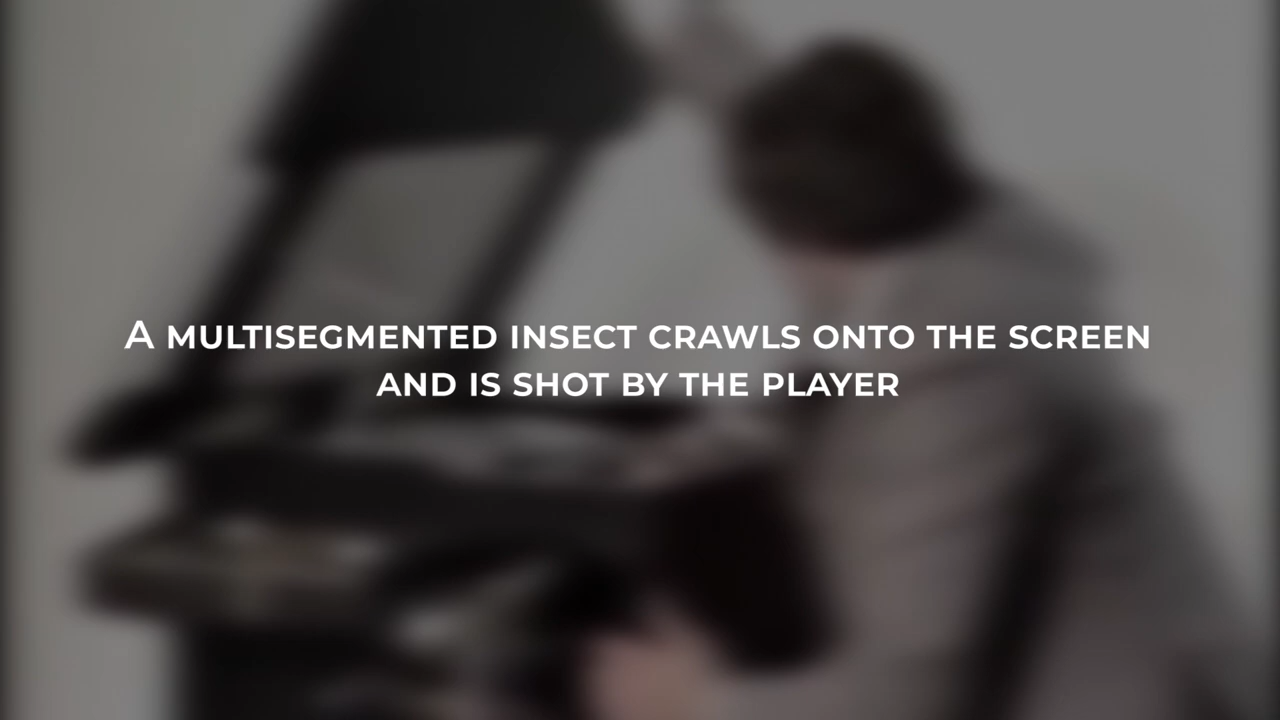 A multisegmented insect crawls onto the screen
and is shot by the player